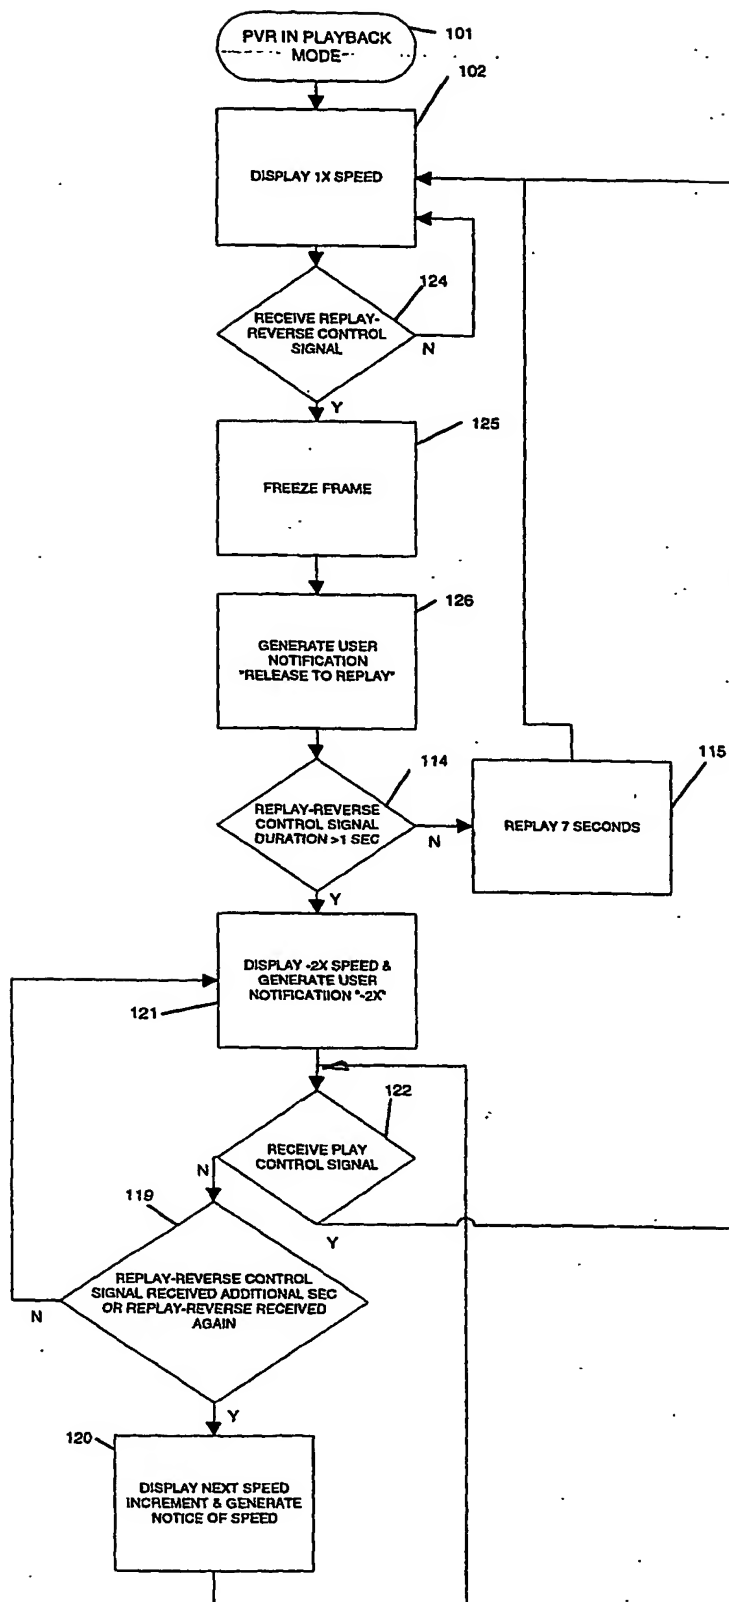 PVR IN PLAYBACK
MODE
101
102
DISPLAY 1X SPEED
124
RECEIVE REPLAY-
REVERSE CONTROL
SIGNAL
N
Y
125
FREEZE FRAME
126
GENERATE USER
NOTIFICATION
"RELEASE TO REPLAY"
114
115
REPLAY-REVERSE
CONTROL SIGNAL
DURATION >1 SEC
N
REPLAY 7 SECONDS
Y
DISPLAY -2X SPEED &
GENERATE USER
NOTIFICATIION "-2X"
121
122
RECEIVE PLAY
CONTROL SIGNAL
N
119
Y
REPLAY-REVERSE CONTROL
SIGNAL RECEIVED ADDITIONAL SEC
OR REPLAY-REVERSE RECEIVED
AGAIN
N
Y
120
DISPLAY NEXT SPEED
INCREMENT & GENERATE
NOTICE OF SPEED